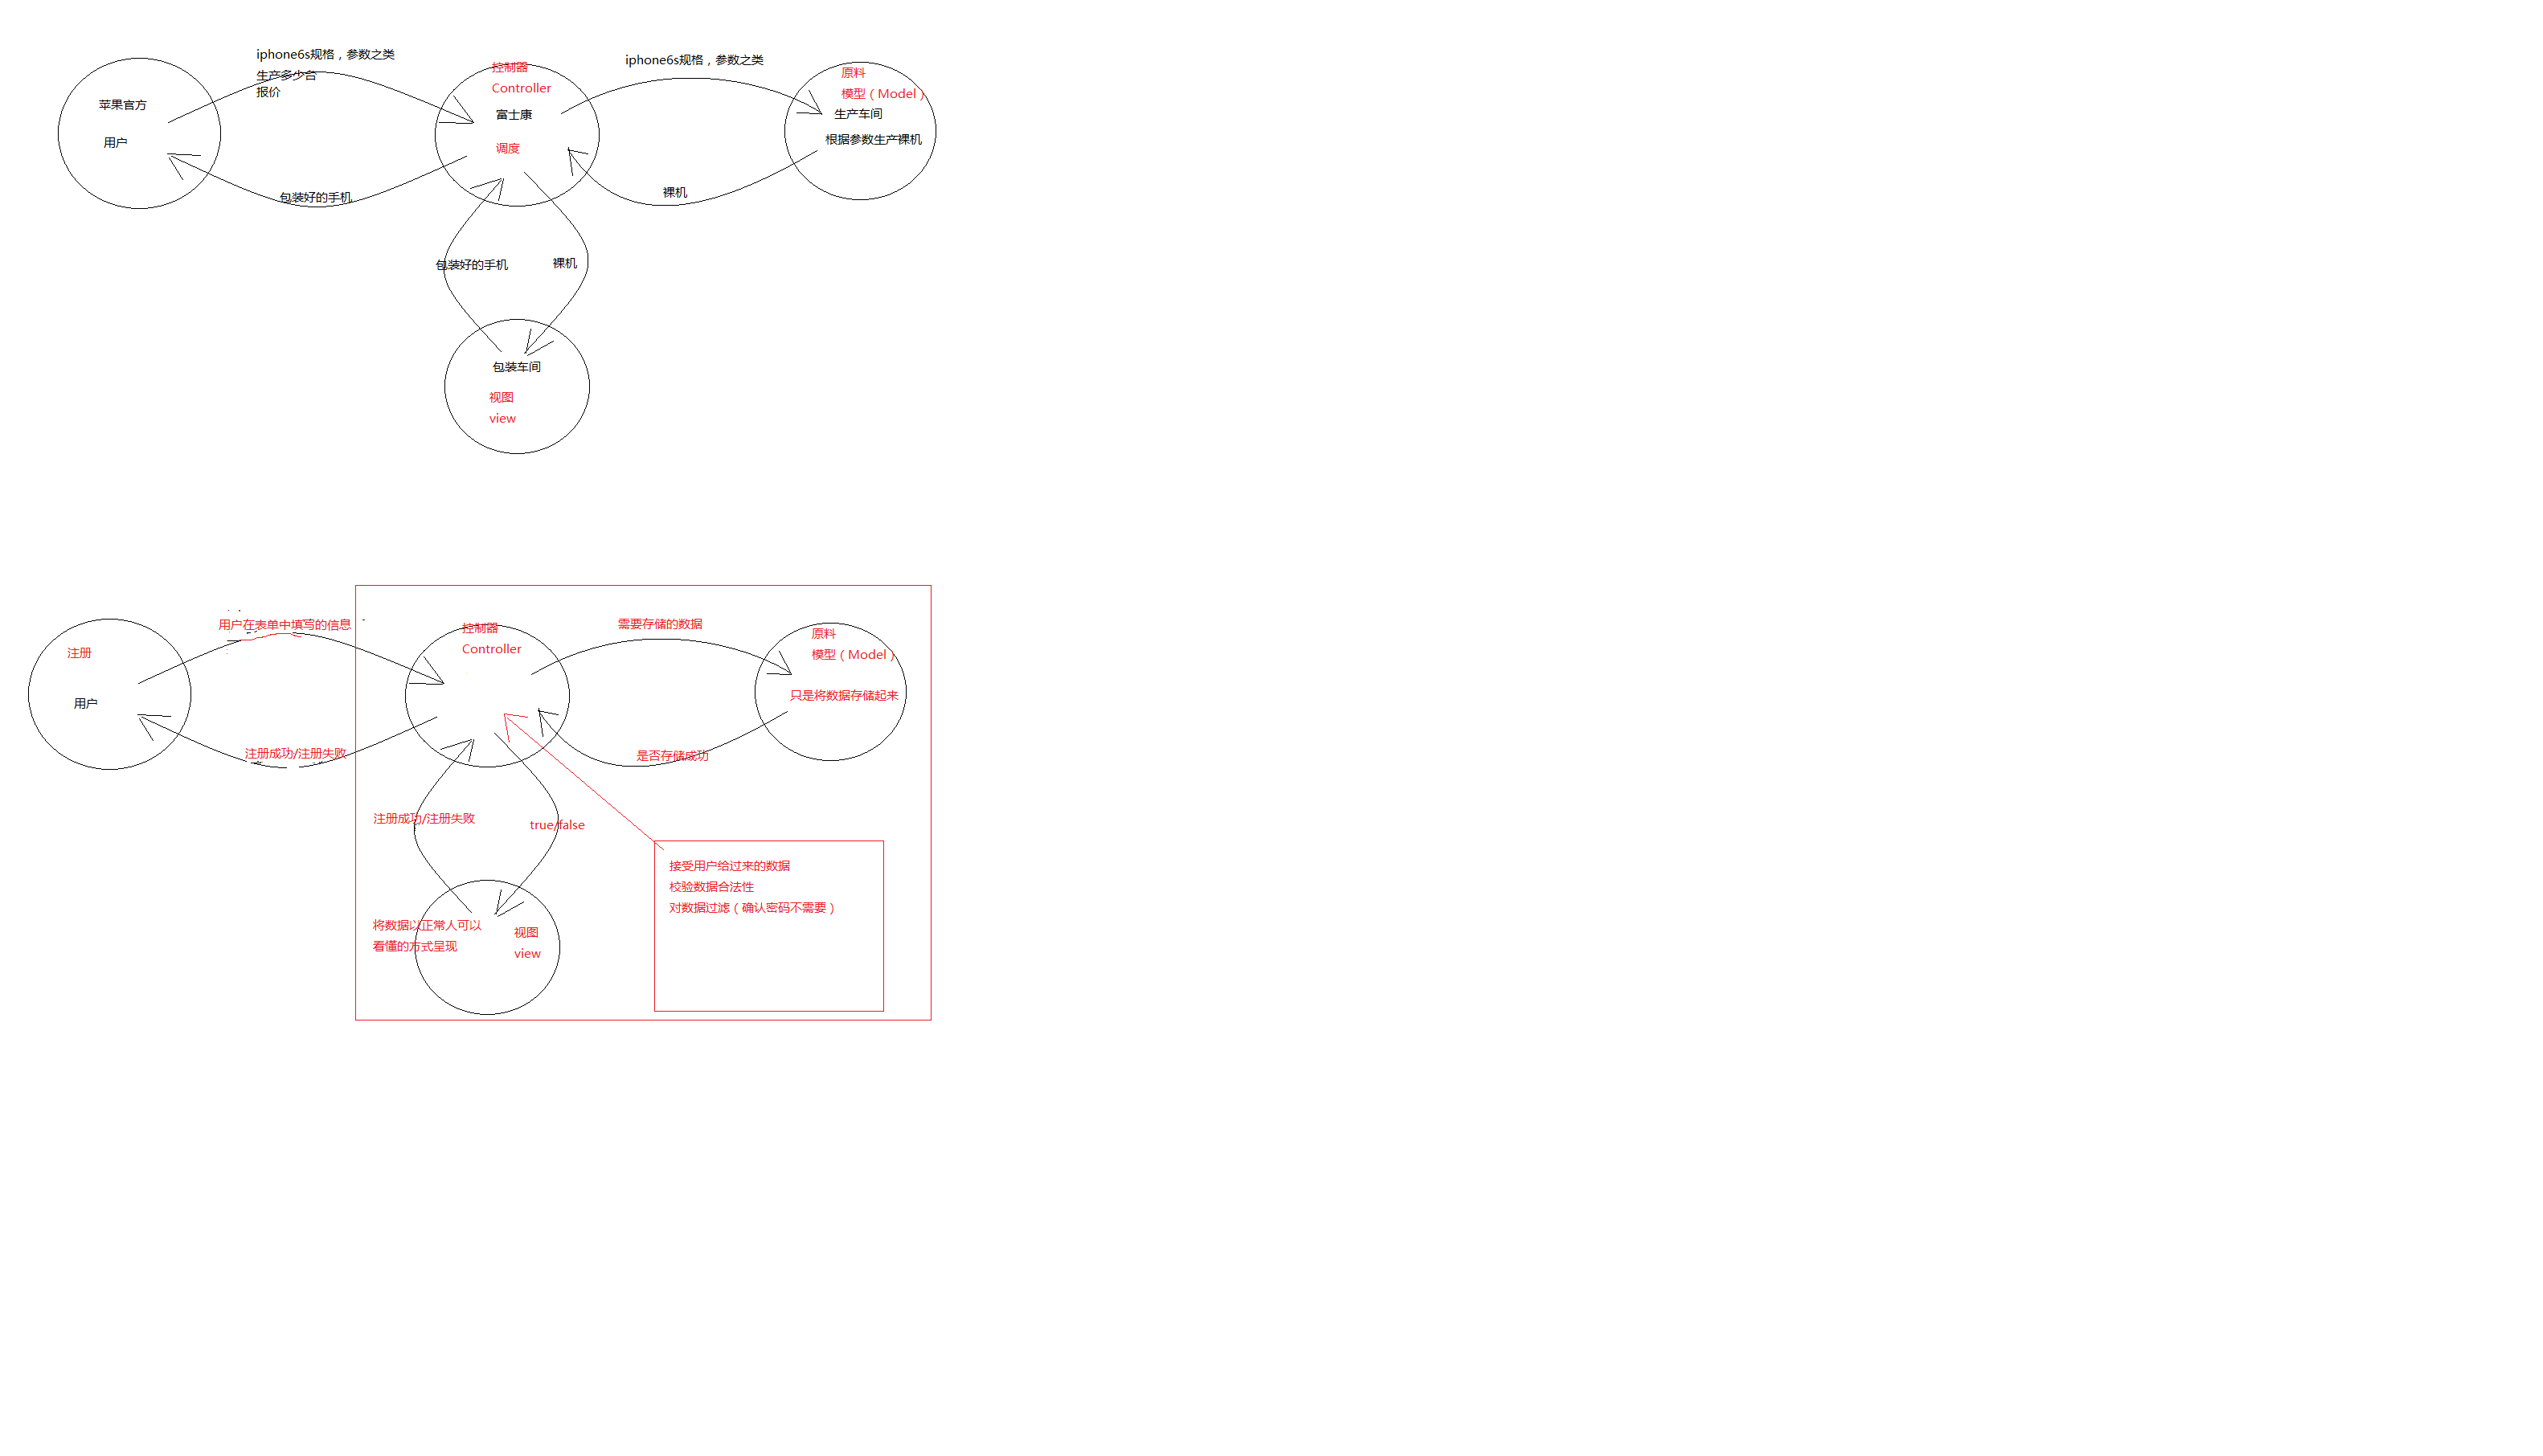 iphone6s规格，参数之类
生产多少台
报价
苹果官方
用户
包装好的手机
控制器
Controller
富士康
调度
iphone6s规格，参数之类
原料
模型（Model）
生产车间
根据参数生产裸机
裸机
包装好的手机
裸机
包装车间
视图
view
用户在表单中填写的信息
注册
用户
注册成功/注册失败
控制器
Controller
需要存储的数据
原料
模型（Model）
只是将数据存储起来
是否存储成功
注册成功/注册失败
true/false
接受用户给过来的数据
校验数据合法性
对数据过滤（确认密码不需要）
将数据以正常人可以
看懂的方式呈现
视图
view